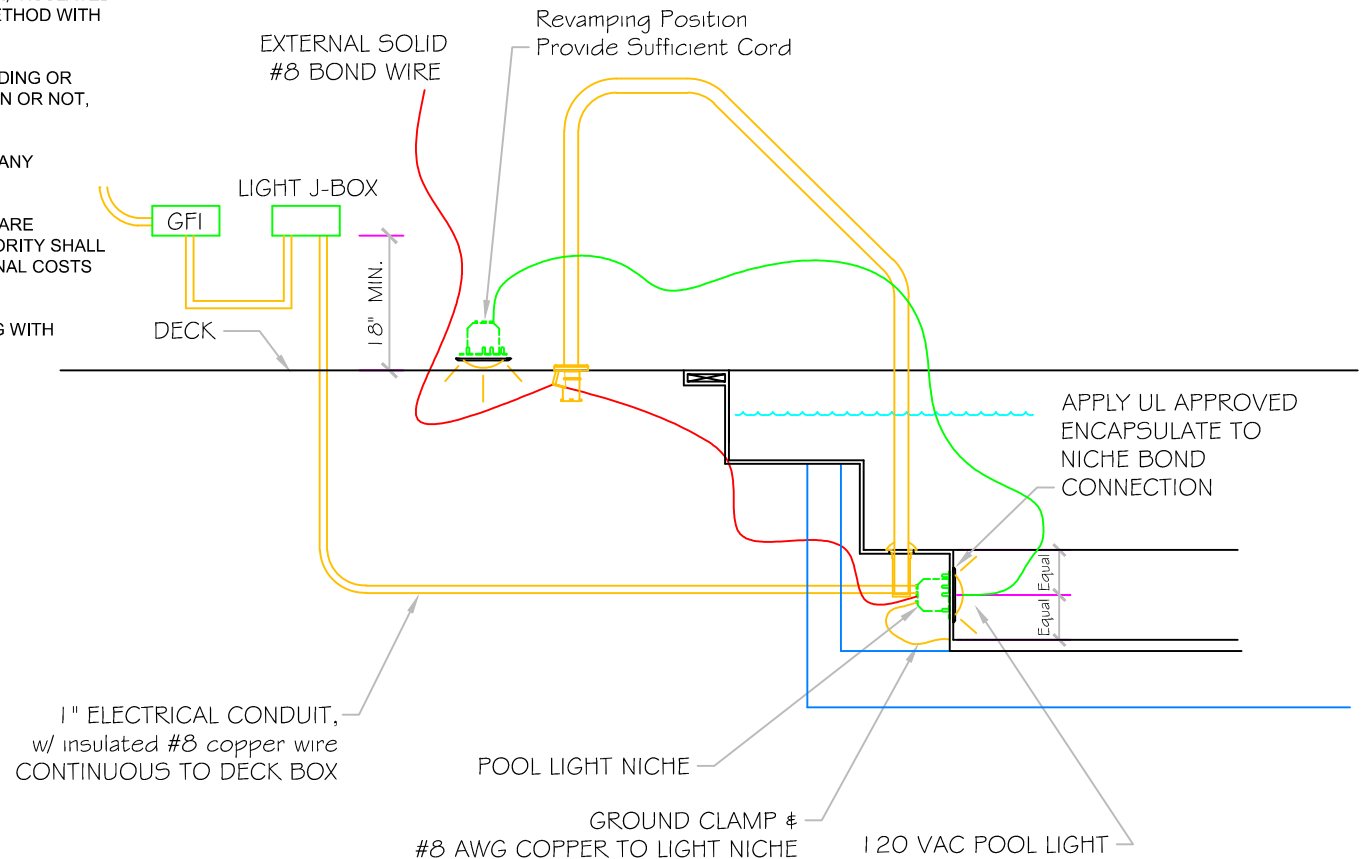 ETHOD WITH
DING OR
N OR NOT,
ANY
ARE
ORITY SHALL
NAL COSTS
G WITH
EXTERNAL SOLID
#8 BOND WIRE
Revamping Position
Provide Sufficient Cord
GFI
LIGHT J-BOX
18" MIN.
DECK
APPLY UL APPROVED
ENCAPSULATE TO
NICHE BOND
CONNECTION
Equal
Equal
1" ELECTRICAL CONDUIT,
w/ insulated #8 copper wire
CONTINUOUS TO DECK BOX
POOL LIGHT NICHE
GROUND CLAMP &
#8 AWG COPPER TO LIGHT NICHE
120 VAC POOL LIGHT